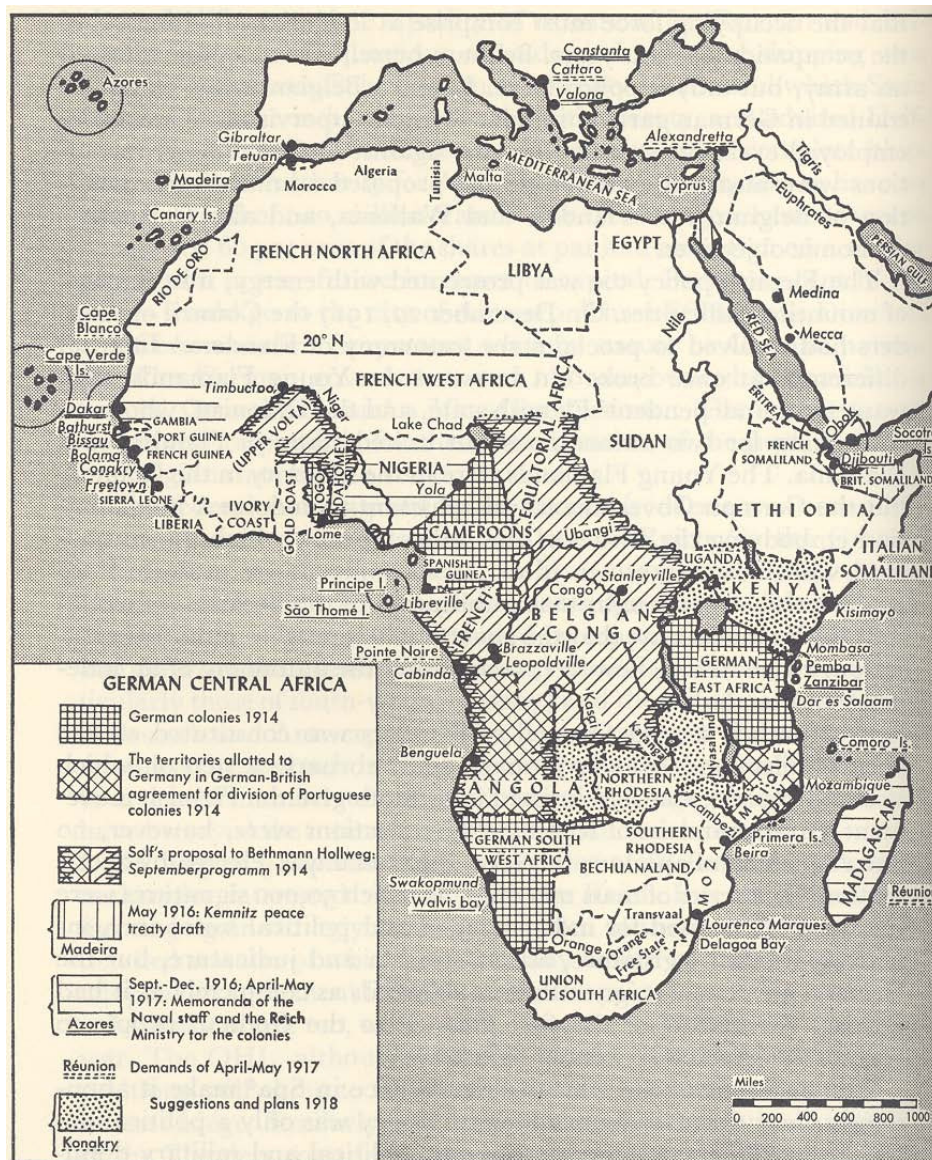 Azores
Constanta
Cattaro
Valona
Gibraltar
Tetuan
Alexandretta
Tigris
Madeira
Morocco
Algeria
Tunisia
Malta
MEDITERRANEAN SEA
Cyprus
Euphrates
Canary Is.
RIO DE ORO
FRENCH NORTH AFRICA
LIBYA
EGYPT
PERSIAN GULF
Medina
Cape
Blanco
Nile
RED SEA
Mecca
20° N
Cape Verde
Is.
Timbuctoo
FRENCH WEST AFRICA
Niger
ERITREA
Obok
Dakar
Bathurst
GAMBIA
Bissau
PORT GUINEA
Bolama
FRENCH GUINEA
Conakry
Freetown
SIERRA LEONE
LIBERIA
IVORY
COAST
UPPER VOLTA
GOLD COAST
TOGO
DAHOMEY
Lome
Lake Chad
NIGERIA
Yola
CAMEROONS
FRENCH EQUATORIAL AFRICA
SUDAN
FRENCH
SOMALILAND
Djibouti
Socotra
Is.
BRIT. SOMALILAND
ETHIOPIA
ITALIAN
SOMALILAND
Ubangi
SPANISH
GUINEA
Principe I.
São Thomé I.
Libreville
Congo
Stanleyville
BELGIAN
CONGO
UGANDA
KENYA
Kisimayo
Pointe Noire
Brazzaville
Leopoldville
Cabinda
GERMAN
EAST AFRICA
Mombasa
Pemba I.
Zanzibar
Dar es Salaam
Kasai
Katanga
Nyasaland
Comoro Is.
Benguela
ANGOLA
NORTHERN
RHODESIA
Zambezi
MOZAMBIQUE
Mozambique
Primera Is.
Beira
MADAGASCAR
Réunion
GERMAN SOUTH
WEST AFRICA
SOUTHERN
RHODESIA
BECHUANALAND
Swakopmund
Walvis bay
Transvaal
Lourenco Marques
Delagoa Bay
Orange
Orange
Free State
UNION
OF SOUTH AFRICA
GERMAN CENTRAL AFRICA
German colonies 1914
The territories allotted to
Germany in German-British
agreement for division of Portuguese
colonies 1914
Solf's proposal to Bethmann Hollweg:
Septemberprogramm 1914
May 1916: Kemnitz peace
treaty draft
Madeira
Sept.-Dec. 1916; April-May
1917: Memoranda of the
Naval staff and the Reich
Ministry for the colonies
Azores
Réunion
Demands of April-May 1917
Suggestions and plans 1918
Konakry
Miles
0 200 400 600 800 1000